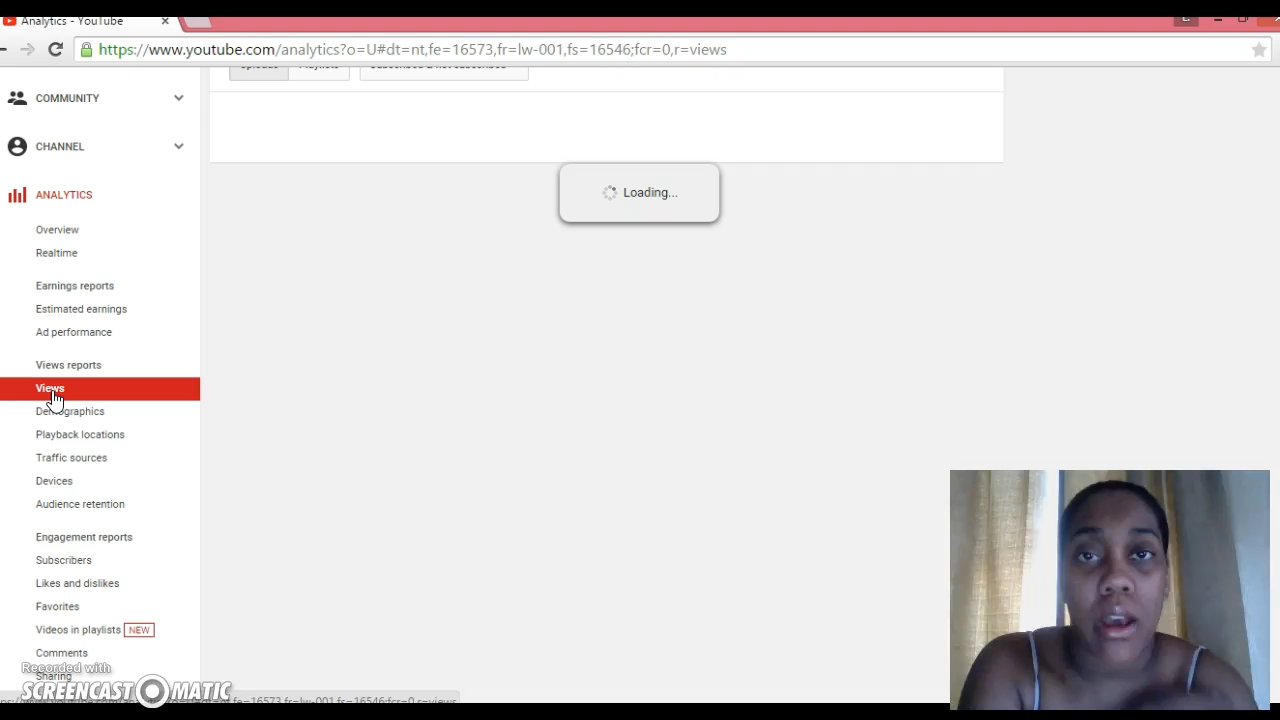 Analytics - YouTube
https://www.youtube.com/analytics?o=U#dt=nt,fe=16573,fr=lw-001,fs=16546;fcr=0,r=views
Uploads Playlists Subscribed & not subscribed
COMMUNITY
CHANNEL
Loading...
ANALYTICS
Overview
Realtime
Earnings reports
Estimated earnings
Ad performance
Views reports
Views
Demographics
Playback locations
Traffic sources
Devices
Audience retention
Engagement reports
Subscribers
Likes and dislikes
Favorites
Videos in playlists NEW
Comments
Sharing
Recorded with
SCREENCAST MATIC